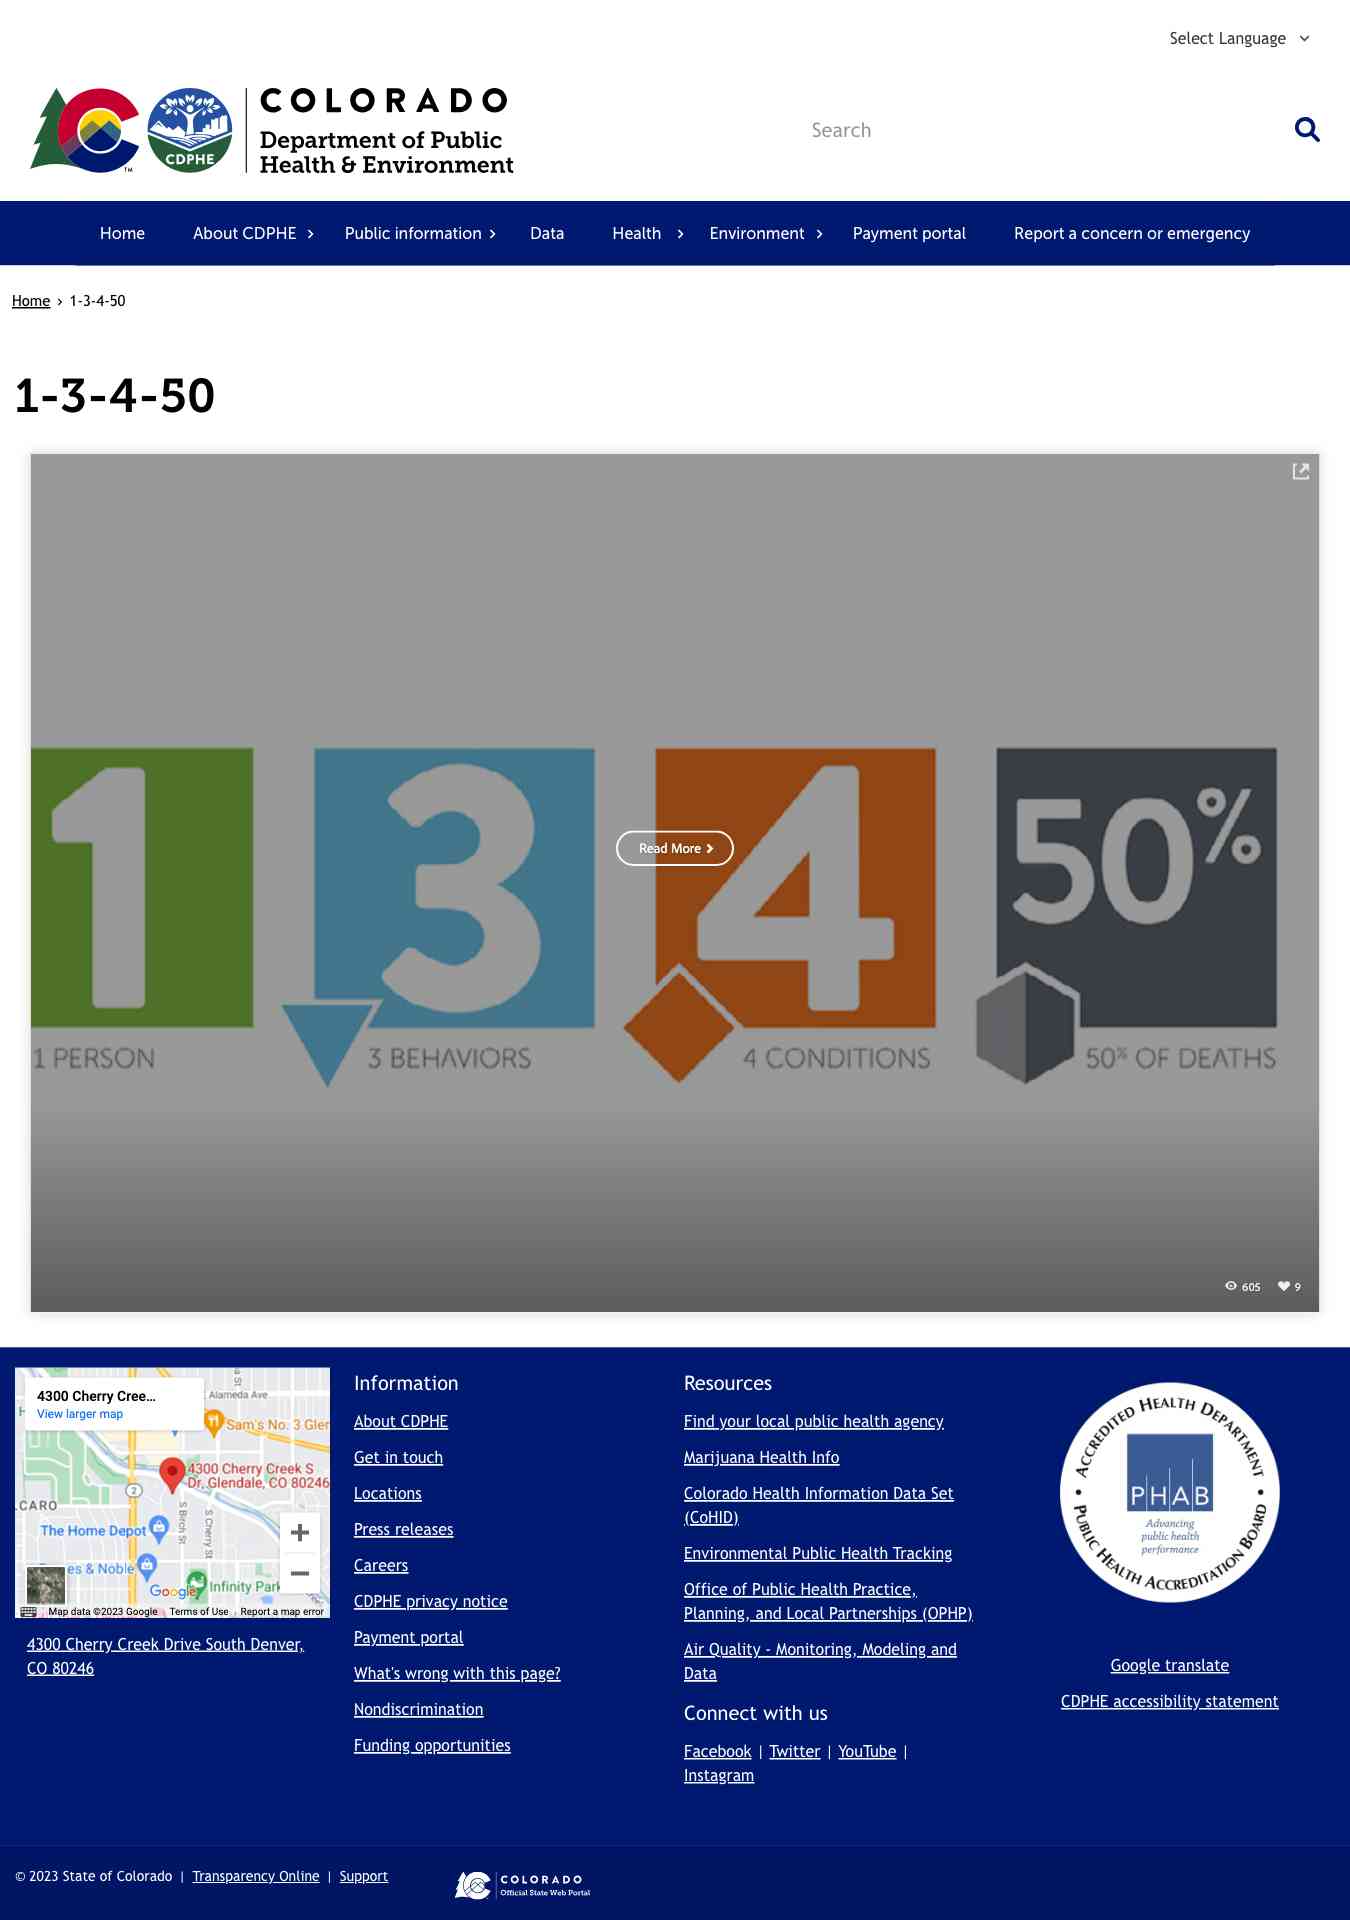 Select Language
COLORADO
Department of Public
Health & Environment
CDPHE
TM
Search
Home
About CDPHE
Public information
Data
Health
Environment
Payment portal
Report a concern or emergency
Home › 1-3-4-50
1-3-4-50
1
3
4
50%
Read More
1 PERSON
3 BEHAVIORS
4 CONDITIONS
50% OF DEATHS
605
9
4300 Cherry Cree...
View larger map
Alameda Ave
Sam's No. 3 Glen
4300 Cherry Creek S
Dr, Glendale, CO 80246
2
CARO
S Birch St
S Cherry St
The Home Depot
es & Noble
Google
Infinity Park
Map data ©2023 Google
Terms of Use
Report a map error
4300 Cherry Creek Drive South Denver,
CO 80246
Information
About CDPHE
Get in touch
Locations
Press releases
Careers
CDPHE privacy notice
Payment portal
What's wrong with this page?
Nondiscrimination
Funding opportunities
Resources
Find your local public health agency
Marijuana Health Info
Colorado Health Information Data Set
(CoHID)
Environmental Public Health Tracking
Office of Public Health Practice,
Planning, and Local Partnerships (OPHP)
Air Quality - Monitoring, Modeling and
Data
Connect with us
Facebook | Twitter | YouTube |
Instagram
ACCREDITED HEALTH DEPARTMENT
PHAB
Advancing
public health
performance
PUBLIC HEALTH ACCREDITATION BOARD
Google translate
CDPHE accessibility statement
© 2023 State of Colorado | Transparency Online | Support
COLORADO
Official State Web Portal